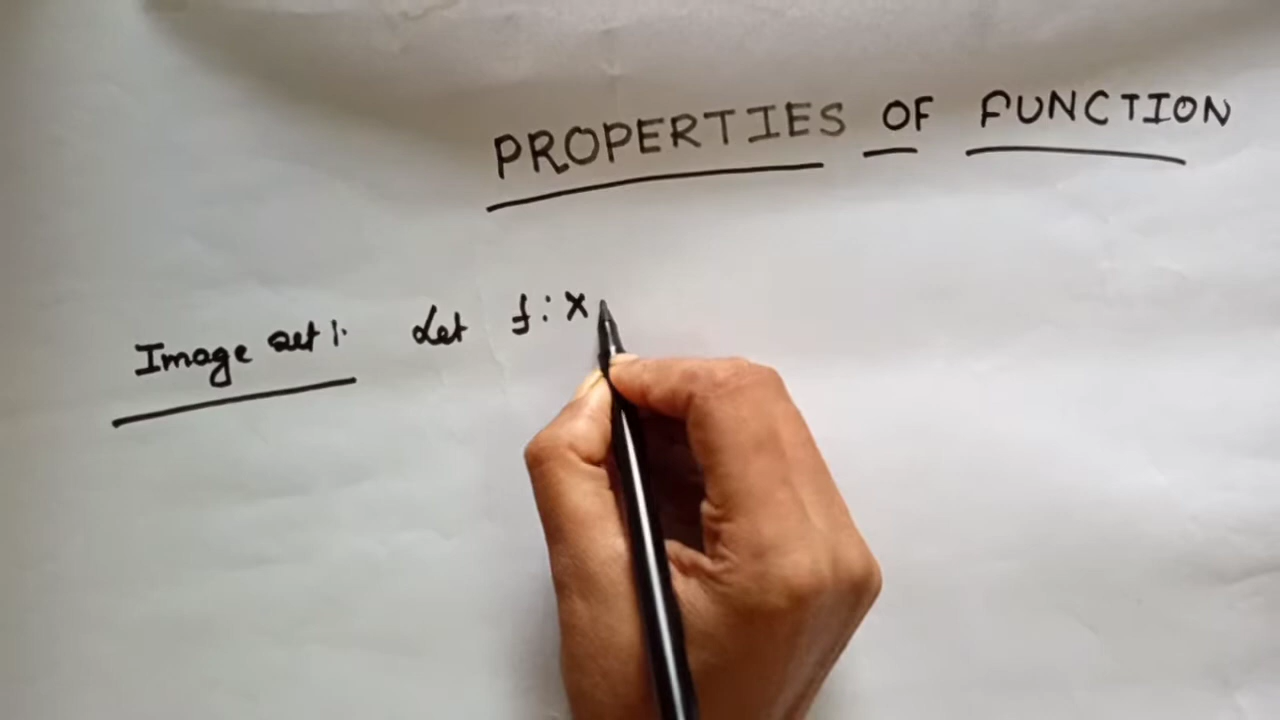 PROPERTIES OF FUNCTION
Image set :- Let f : X